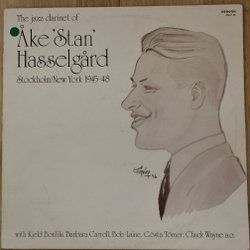 The jazz clarinet of
Åke 'Stan'
Hasselgård
Stockholm/New York 1945-48
with Kjeld Bonfils, Barbara Carroll, Bob Laine, Gösta Törner, Chuck Wayne a.o.